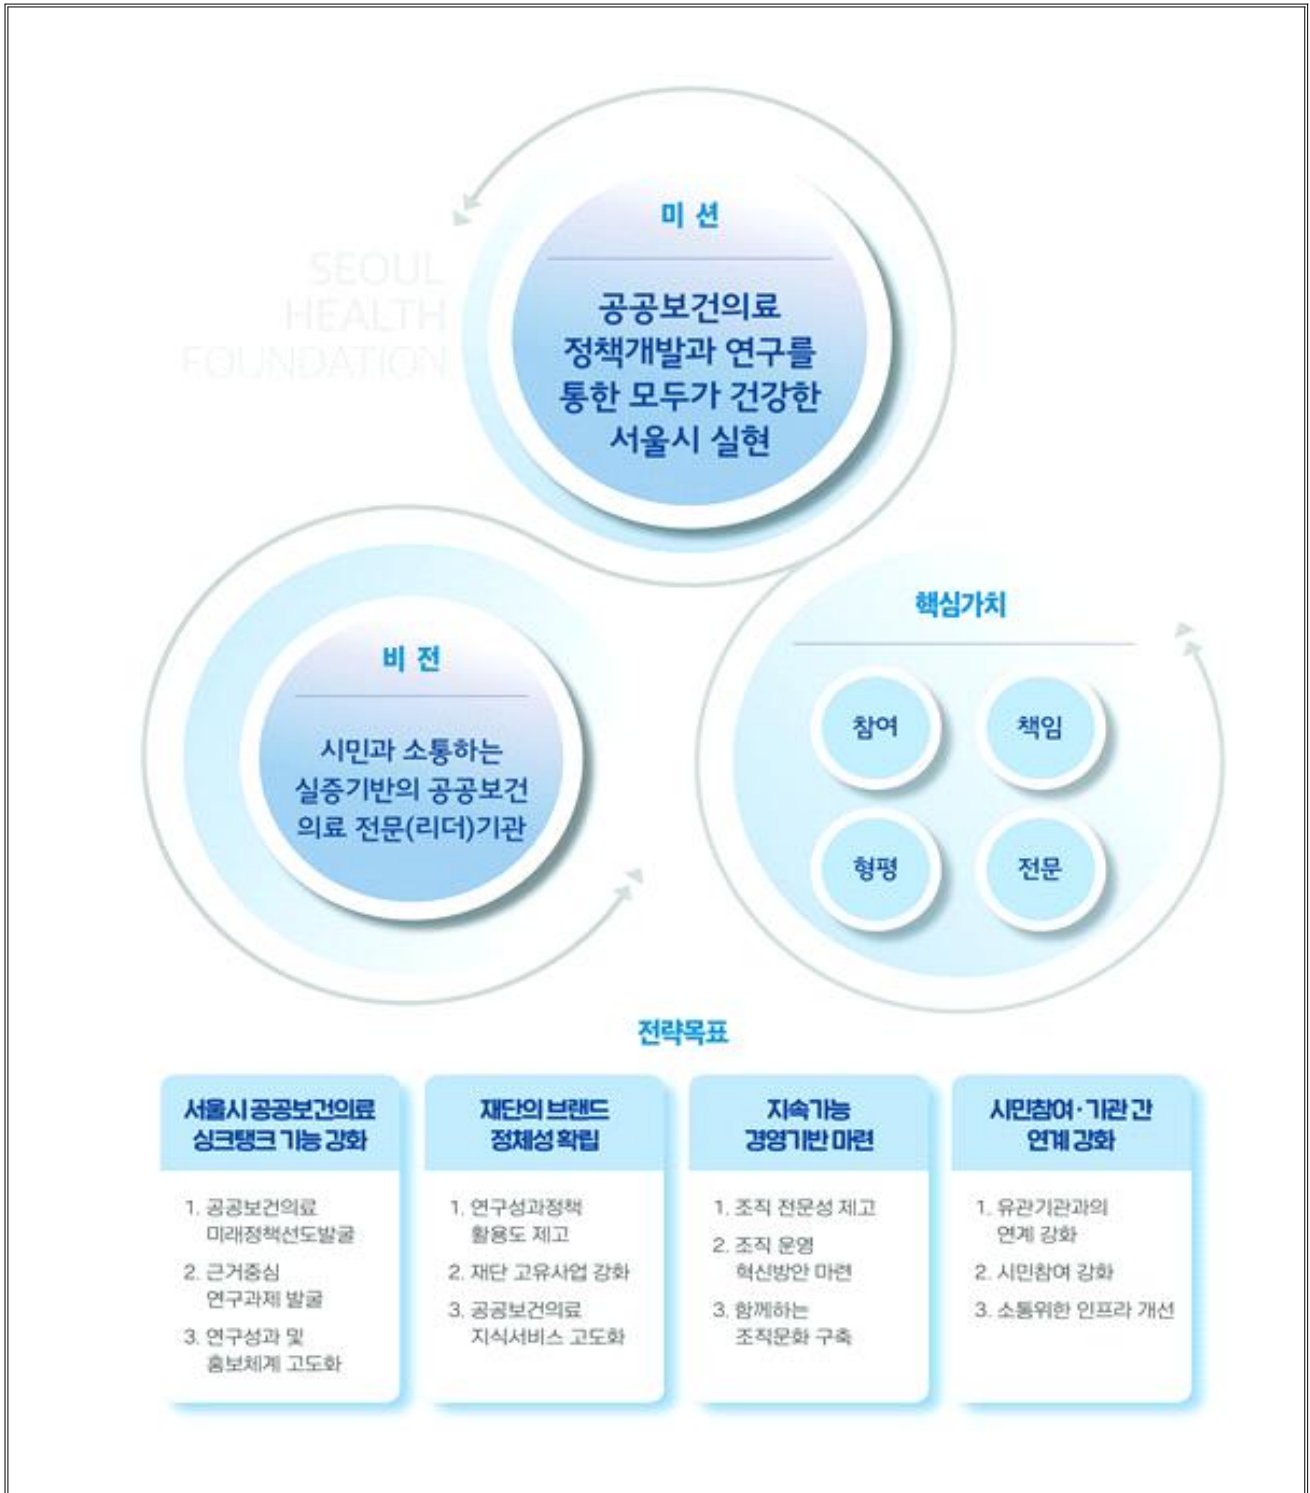 SEOUL
HEALTH
FOUNDATION
미 션
공공보건의료
정책개발과 연구를
통한 모두가 건강한
서울시 실현
비 전
시민과 소통하는
실증기반의 공공보건
의료 전문(리더)기관
핵심가치
참여
책임
형평
전문
전략목표
서울시 공공보건의료
싱크탱크 기능 강화
1. 공공보건의료
미래정책선도발굴
2. 근거중심
연구과제 발굴
3. 연구성과 및
홍보체계 고도화
재단의 브랜드
정체성 확립
1. 연구성과정책
활용도 제고
2. 재단 고유사업 강화
3. 공공보건의료
지식서비스 고도화
지속가능
경영기반 마련
1. 조직 전문성 제고
2. 조직 운영
혁신방안 마련
3. 함께하는
조직문화 구축
시민참여·기관 간
연계 강화
1. 유관기관과의
연계 강화
2. 시민참여 강화
3. 소통위한 인프라 개선